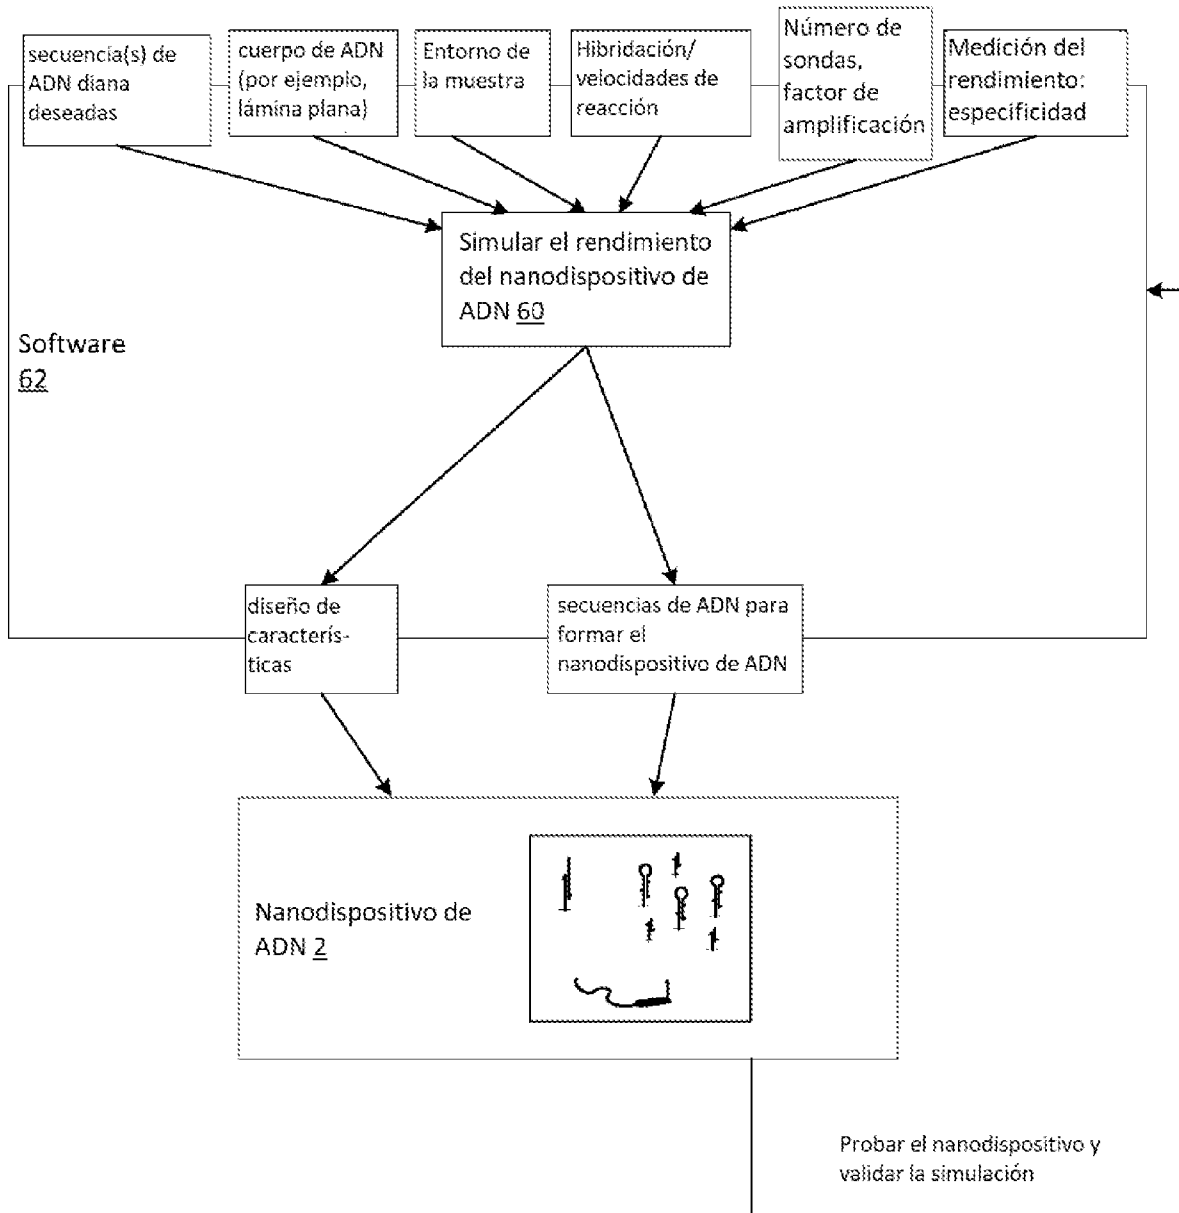 secuencia(s) de
ADN diana
deseadas
cuerpo de ADN
(por ejemplo,
lámina plana)
Entorno de
la muestra
Hibridación/
velocidades de
reacción
Número de
sondas,
factor de
amplificación
Medición del
rendimiento:
especificidad
Simular el rendimiento
del nanodispositivo de
ADN 60
Software
62
diseño de
caracterís-
ticas
secuencias de ADN para
formar el
nanodispositivo de ADN
Nanodispositivo de
ADN 2
Probar el nanodispositivo y
validar la simulación